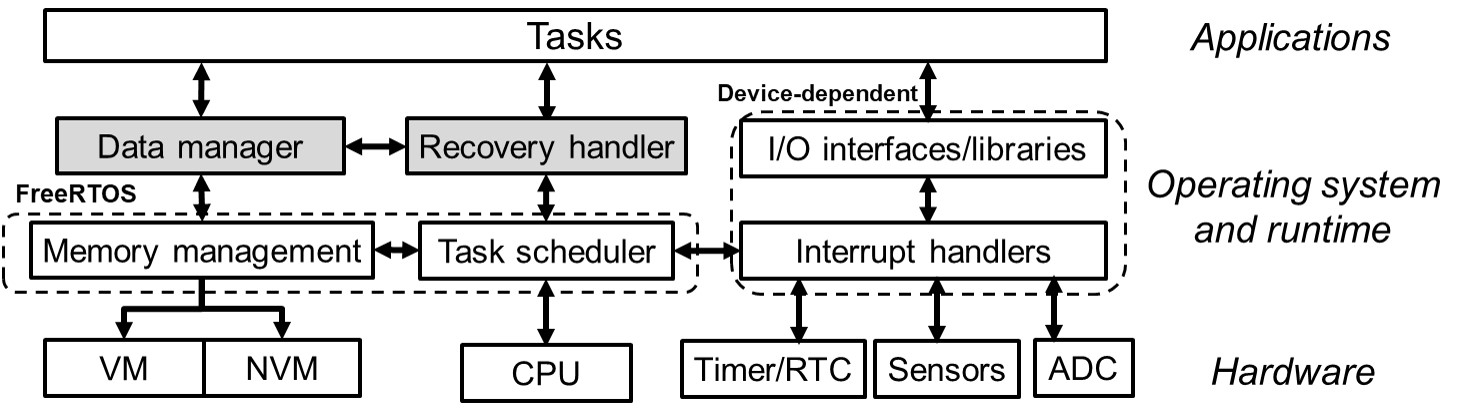 Tasks
Applications
Device-dependent
Data manager
Recovery handler
I/O interfaces/libraries
Operating system
and runtime
FreeRTOS
Memory management
Task scheduler
Interrupt handlers
VM
NVM
CPU
Timer/RTC
Sensors
ADC
Hardware